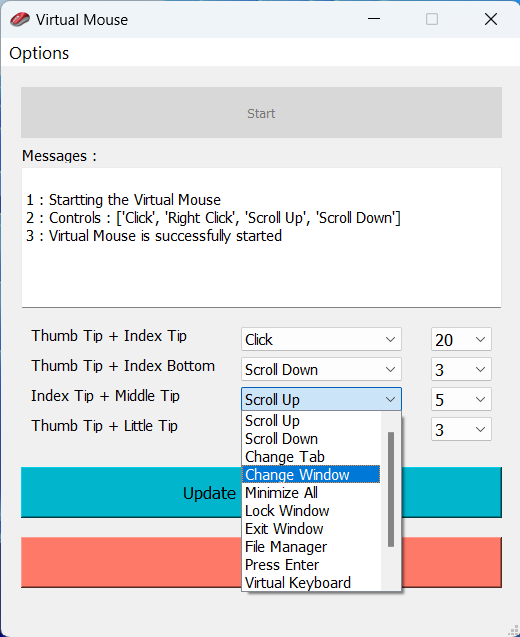 Virtual Mouse
Options
Start
Messages :
1 : Startting the Virtual Mouse
2 : Controls : ['Click', 'Right Click', 'Scroll Up', 'Scroll Down']
3 : Virtual Mouse is successfully started
Thumb Tip + Index Tip Click 20
Thumb Tip + Index Bottom Scroll Down 3
Index Tip + Middle Tip Scroll Up 5
Thumb Tip + Little Tip 3
Scroll Up
Scroll Down
Change Tab
Change Window
Minimize All
Lock Window
Exit Window
File Manager
Press Enter
Virtual Keyboard
Update